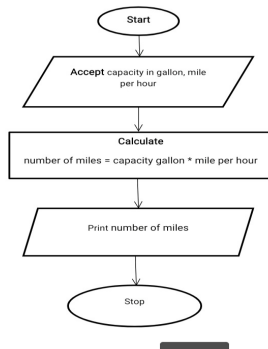 Start
Accept capacity in gallon, mile
per hour
Calculate
number of miles = capacity gallon * mile per hour
Print number of miles
Stop